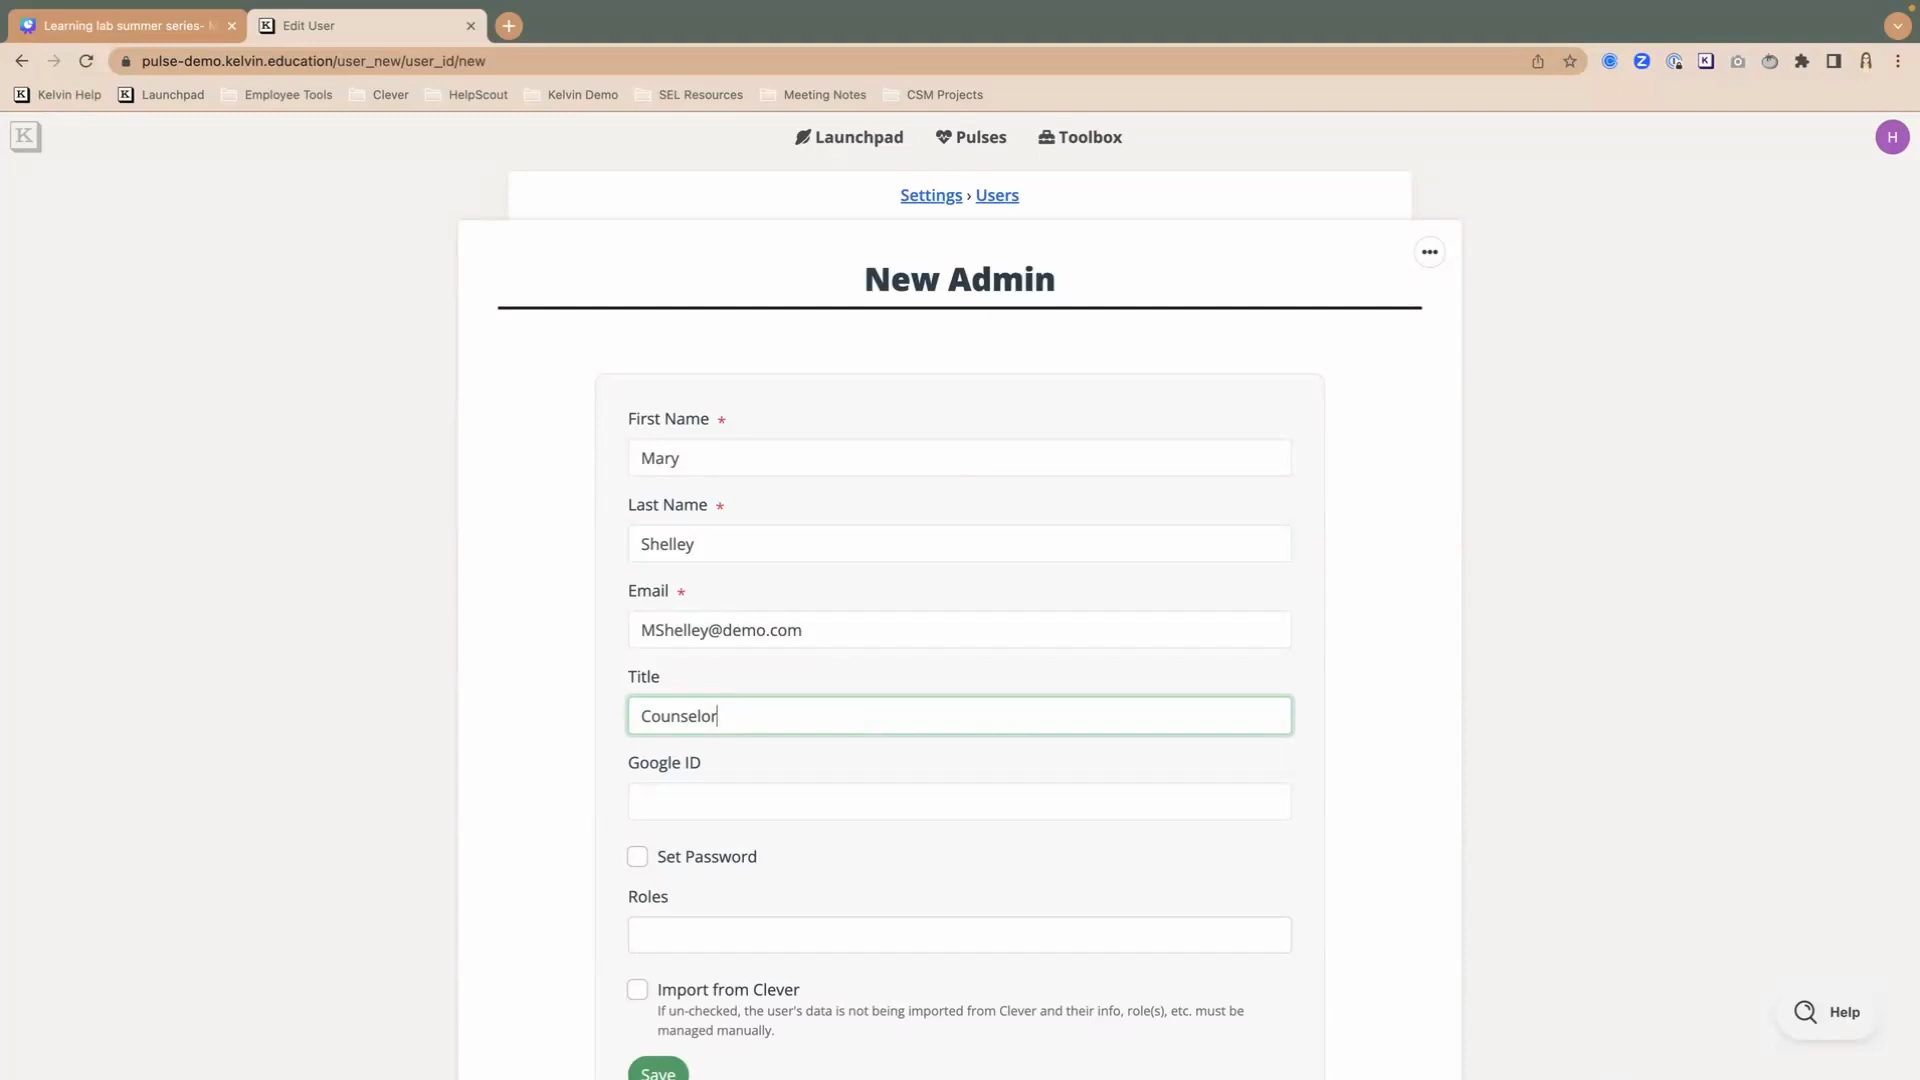 Learning lab summer series-
Edit User
pulse-demo.kelvin.education/user_new/user_id/new
Kelvin Help
Launchpad
Employee Tools
Clever
HelpScout
Kelvin Demo
SEL Resources
Meeting Notes
CSM Projects
K
Launchpad
Pulses
Toolbox
H
Settings › Users
New Admin
First Name *
Mary
Last Name *
Shelley
Email *
MShelley@demo.com
Title
Counselor
Google ID
Set Password
Roles
Import from Clever
If un-checked, the user's data is not being imported from Clever and their info, role(s), etc. must be
managed manually.
Save
Help